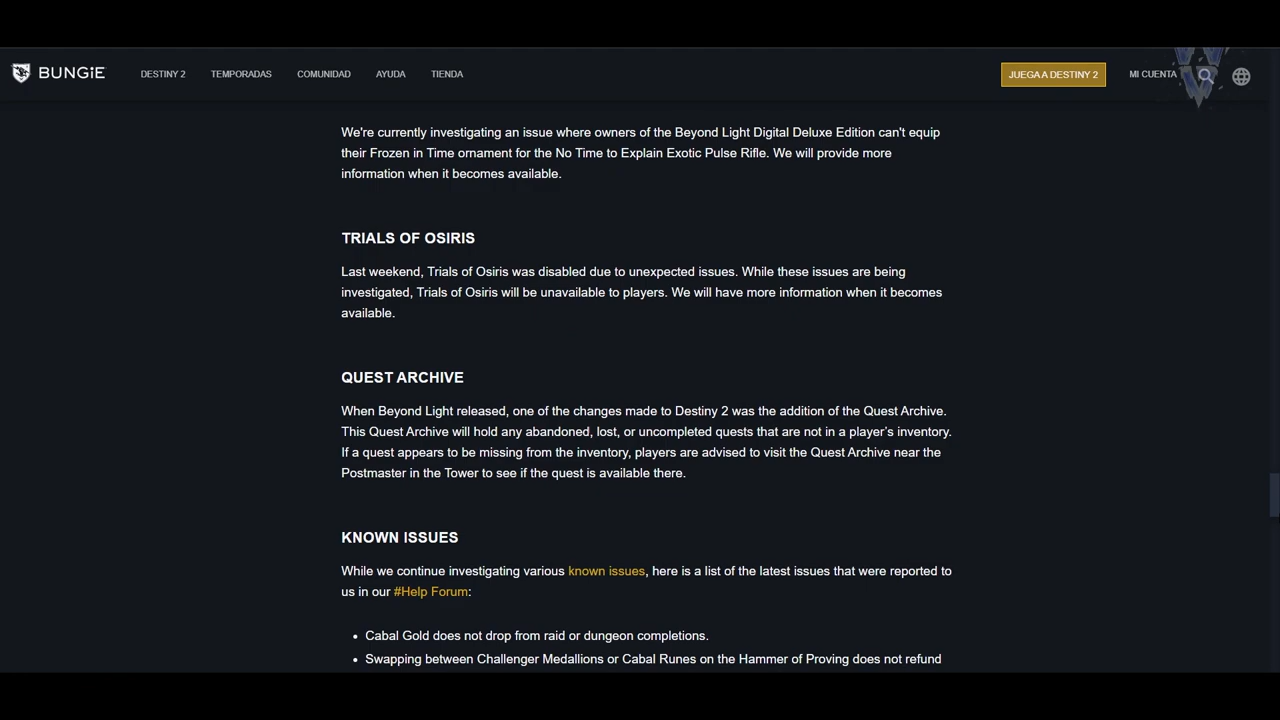 BUNGiE DESTINY 2 TEMPORADAS COMUNIDAD AYUDA TIENDA JUEGA A DESTINY 2 MI CUENTA
We're currently investigating an issue where owners of the Beyond Light Digital Deluxe Edition can't equip
their Frozen in Time ornament for the No Time to Explain Exotic Pulse Rifle. We will provide more
information when it becomes available.
TRIALS OF OSIRIS
Last weekend, Trials of Osiris was disabled due to unexpected issues. While these issues are being
investigated, Trials of Osiris will be unavailable to players. We will have more information when it becomes
available.
QUEST ARCHIVE
When Beyond Light released, one of the changes made to Destiny 2 was the addition of the Quest Archive.
This Quest Archive will hold any abandoned, lost, or uncompleted quests that are not in a player's inventory.
If a quest appears to be missing from the inventory, players are advised to visit the Quest Archive near the
Postmaster in the Tower to see if the quest is available there.
KNOWN ISSUES
While we continue investigating various known issues, here is a list of the latest issues that were reported to
us in our #Help Forum:
• Cabal Gold does not drop from raid or dungeon completions.
• Swapping between Challenger Medallions or Cabal Runes on the Hammer of Proving does not refund